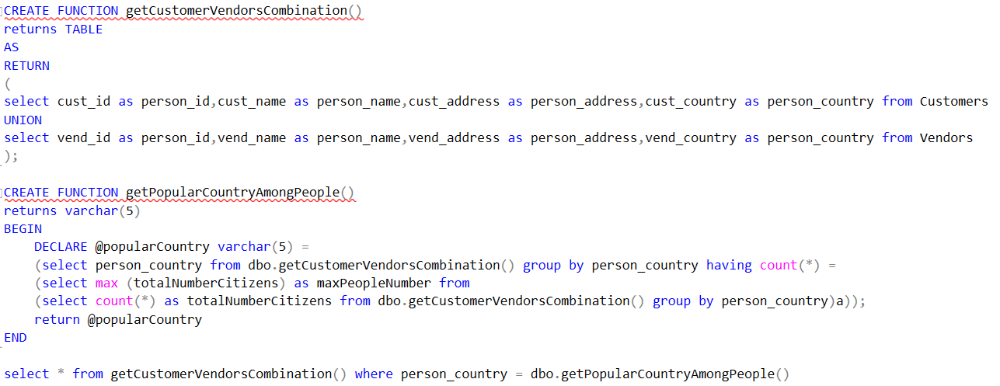 CREATE FUNCTION getCustomerVendorsCombination()
returns TABLE
AS
RETURN
(
select cust_id as person_id,cust_name as person_name,cust_address as person_address,cust_country as person_country from Customers
UNION
select vend_id as person_id,vend_name as person_name,vend_address as person_address,vend_country as person_country from Vendors
);

CREATE FUNCTION getPopularCountryAmongPeople()
returns varchar(5)
BEGIN
    DECLARE @popularCountry varchar(5) =
    (select person_country from dbo.getCustomerVendorsCombination() group by person_country having count(*) =
    (select max (totalNumberCitizens) as maxPeopleNumber from
    (select count(*) as totalNumberCitizens from dbo.getCustomerVendorsCombination() group by person_country)a));
    return @popularCountry
END

select * from getCustomerVendorsCombination() where person_country = dbo.getPopularCountryAmongPeople()